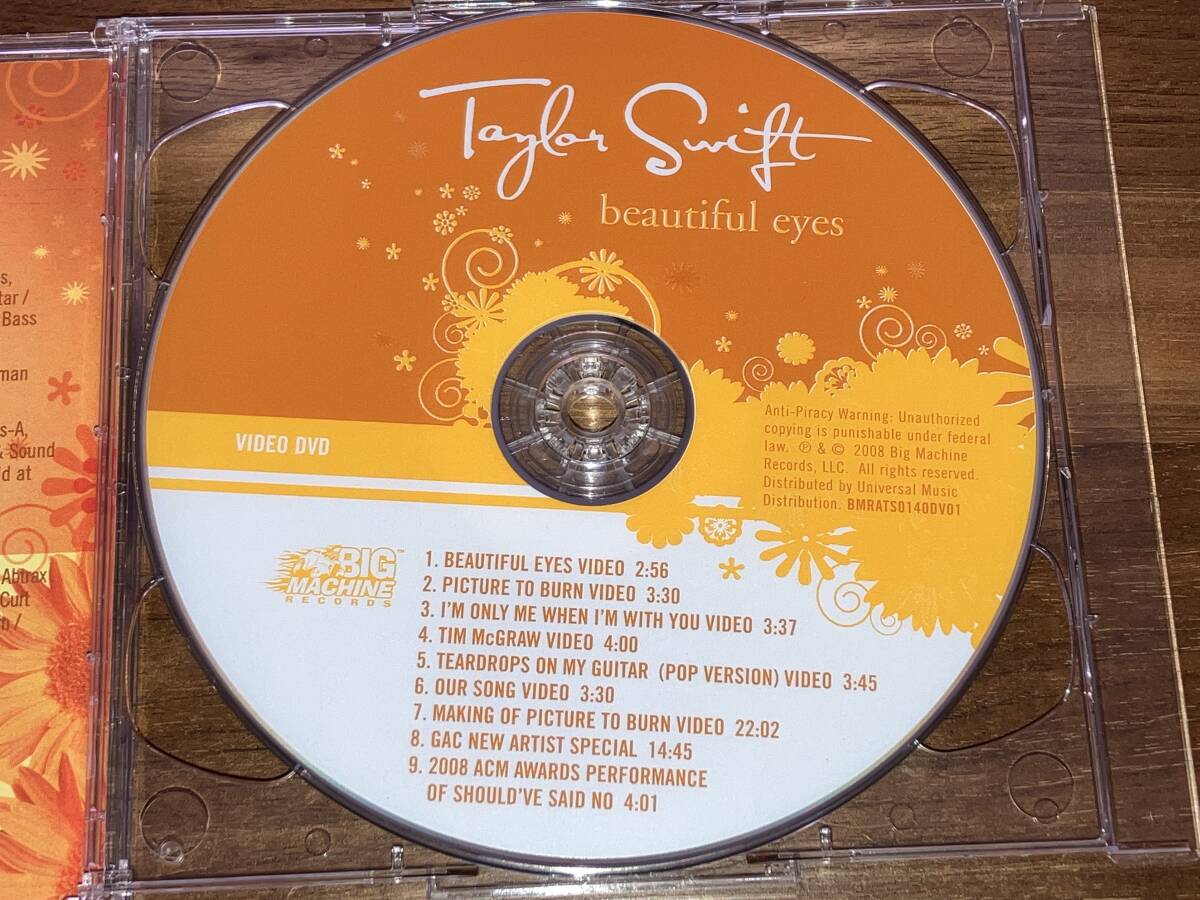 Taylor Swift
beautiful eyes
VIDEO DVD
Anti-Piracy Warning: Unauthorized
copying is punishable under federal
law. ℗ & © 2008 Big Machine
Records, LLC. All rights reserved.
Distributed by Universal Music
Distribution. BMRATS0140DV01
BIG™
MACHINE
RECORDS
1. BEAUTIFUL EYES VIDEO 2:56
2. PICTURE TO BURN VIDEO 3:30
3. I'M ONLY ME WHEN I'M WITH YOU VIDEO 3:37
4. TIM McGRAW VIDEO 4:00
5. TEARDROPS ON MY GUITAR (POP VERSION) VIDEO 3:45
6. OUR SONG VIDEO 3:30
7. MAKING OF PICTURE TO BURN VIDEO 22:02
8. GAC NEW ARTIST SPECIAL 14:45
9. 2008 ACM AWARDS PERFORMANCE
OF SHOULD'VE SAID NO 4:01
s,
tar /
Bass
man
s-A,
& Sound
d at
Abtrax
Curt
n /